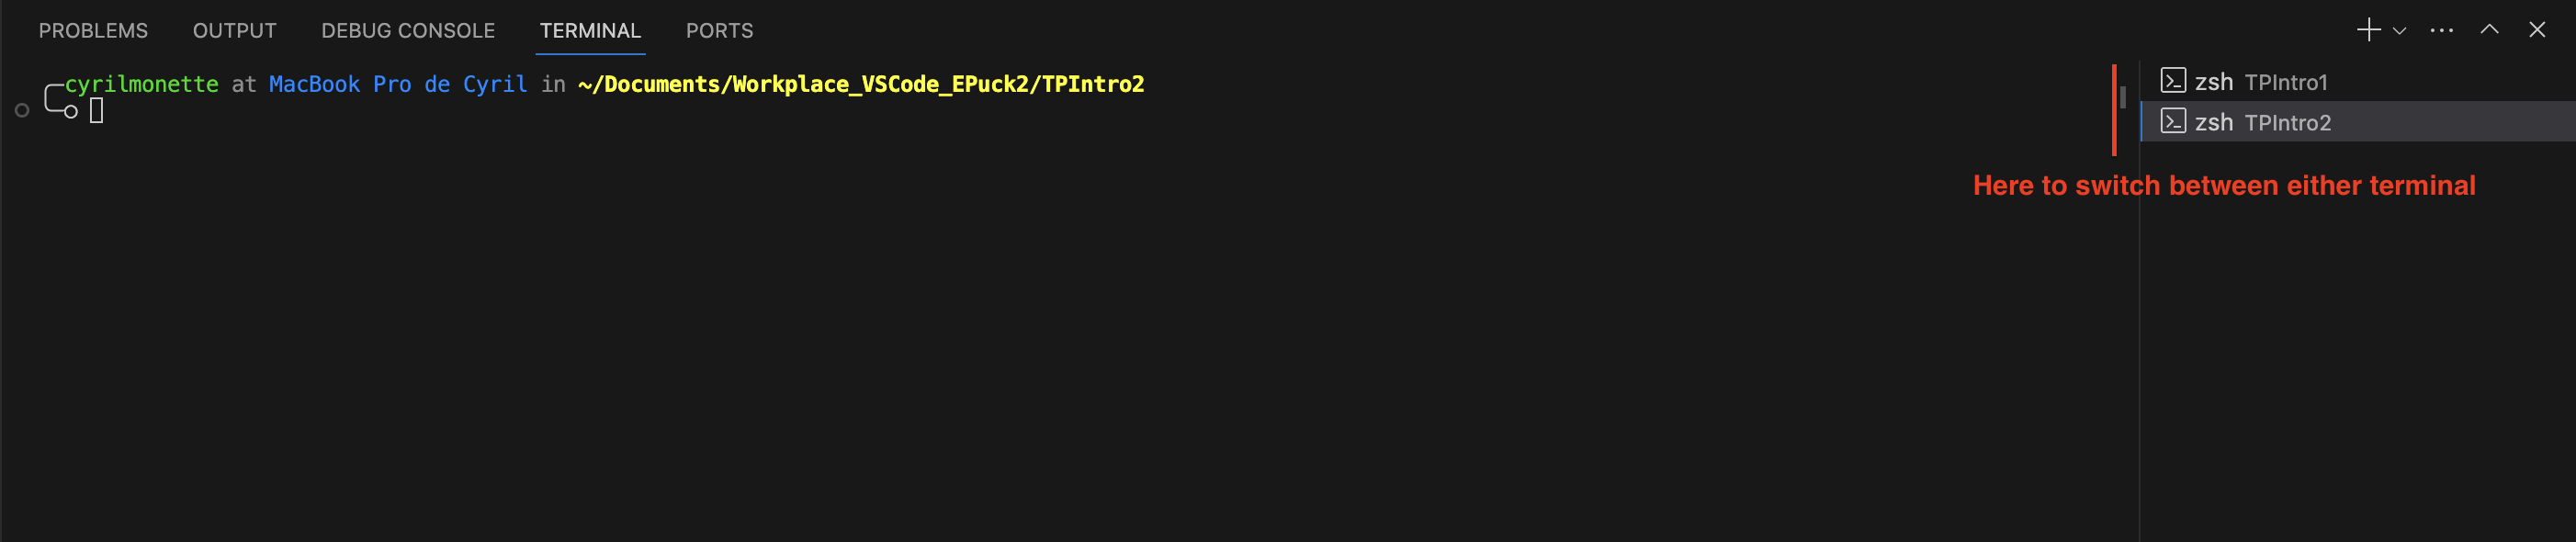 PROBLEMS OUTPUT DEBUG CONSOLE TERMINAL PORTS
cyrilmonette at MacBook Pro de Cyril in ~/Documents/Workplace_VSCode_EPuck2/TPIntro2
zsh TPIntro1
zsh TPIntro2
Here to switch between either terminal